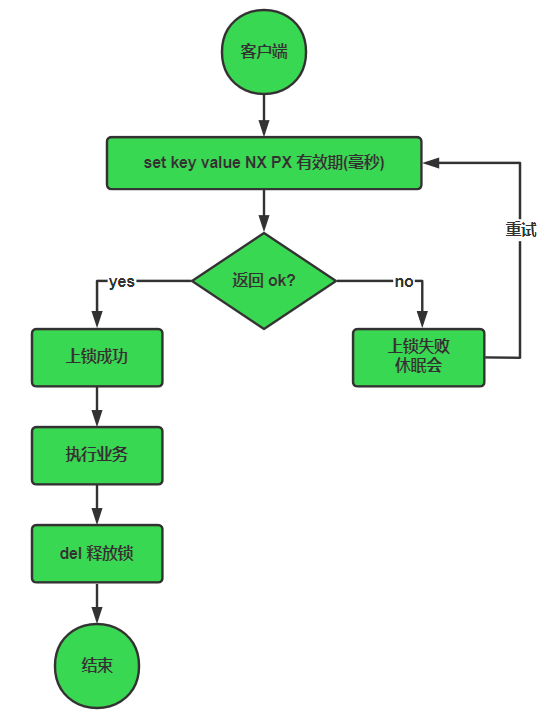 客户端
set key value NX PX 有效期(毫秒)
重试
返回 ok?
yes
no
上锁成功
上锁失败
休眠会
执行业务
del 释放锁
结束